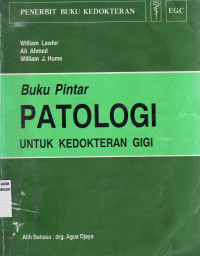 PENERBIT BUKU KEDOKTERAN
EGC
William Lawler
Ali Ahmed
William J. Hume
Buku Pintar
PATOLOGI
UNTUK KEDOKTERAN GIGI
Alih Bahasa : drg. Agus Djaya